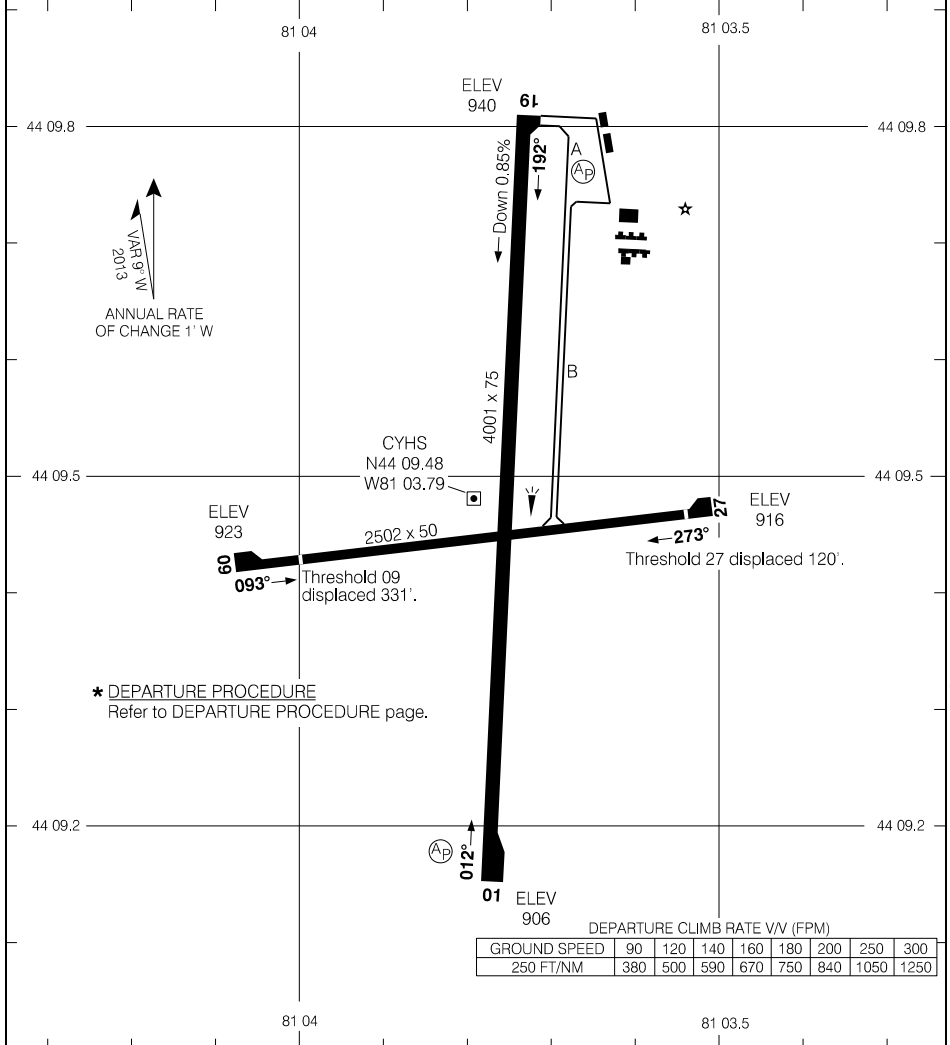 81 04
81 03.5
ELEV
940
19
44 09.8
44 09.8
192°
A
AP
Down 0.85%
VAR 9° W
2013
ANNUAL RATE
OF CHANGE 1' W
4001 x 75
B
CYHS
N44 09.48
W81 03.79
44 09.5
44 09.5
ELEV
923
27
ELEV
916
2502 x 50
273°
09
Threshold 27 displaced 120'.
093°
Threshold 09
displaced 331'.
* DEPARTURE PROCEDURE
Refer to DEPARTURE PROCEDURE page.
44 09.2
44 09.2
AP
012°
01
ELEV
906
DEPARTURE CLIMB RATE V/V (FPM)
GROUND SPEED 90 120 140 160 180 200 250 300
250 FT/NM 380 500 590 670 750 840 1050 1250
81 04
81 03.5